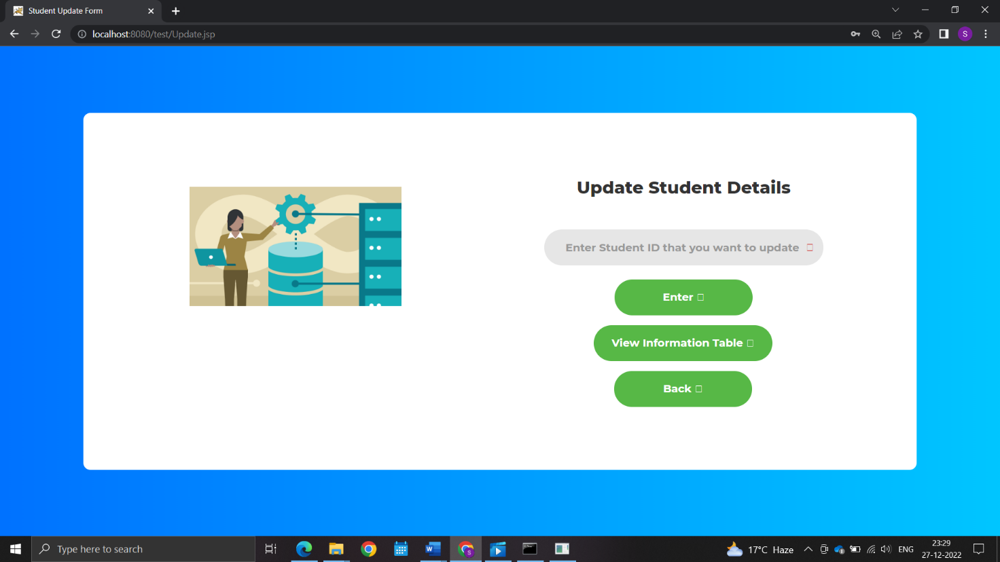 Student Update Form
localhost:8080/test/Update.jsp
S
Update Student Details
Enter Student ID that you want to update
Enter
View Information Table
Back
Type here to search
W
S
17°C Haze
ENG
23:29
27-12-2022